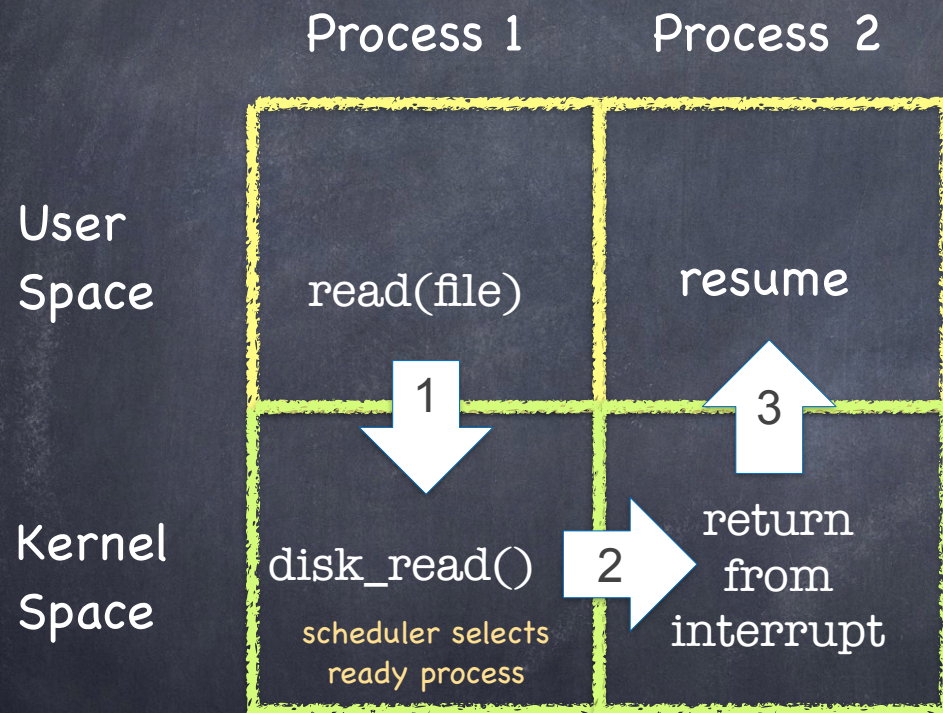 Process 1
Process 2
User
Space
read(file)
resume
1
3
Kernel
Space
disk_read()
2
return
from
interrupt
scheduler selects
ready process